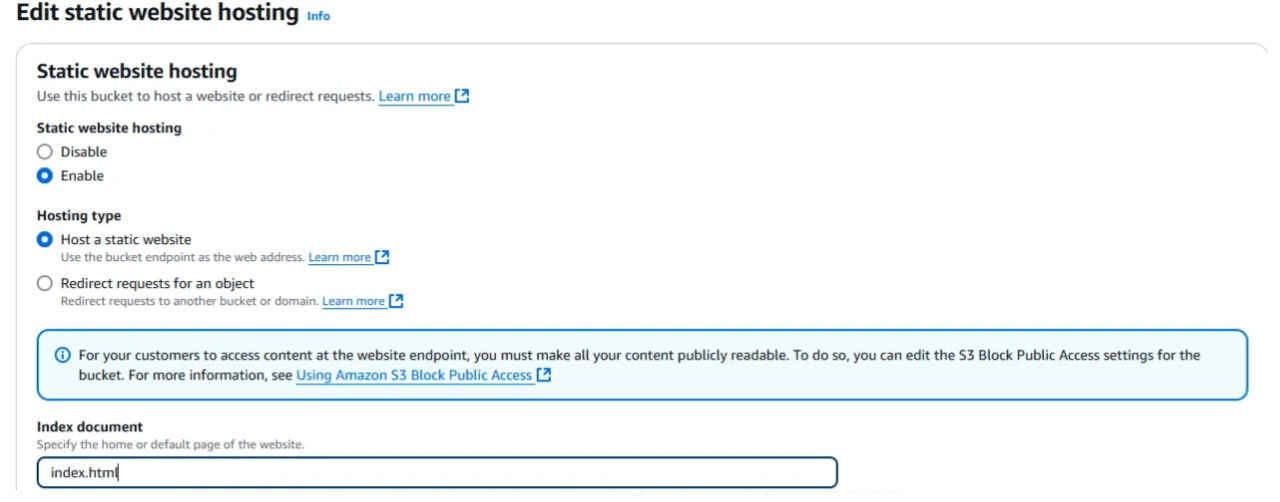 Edit static website hosting Info
Static website hosting
Use this bucket to host a website or redirect requests. Learn more
Static website hosting
Disable
Enable
Hosting type
Host a static website
Use the bucket endpoint as the web address. Learn more
Redirect requests for an object
Redirect requests to another bucket or domain. Learn more
For your customers to access content at the website endpoint, you must make all your content publicly readable. To do so, you can edit the S3 Block Public Access settings for the
bucket. For more information, see Using Amazon S3 Block Public Access
Index document
Specify the home or default page of the website.
index.html